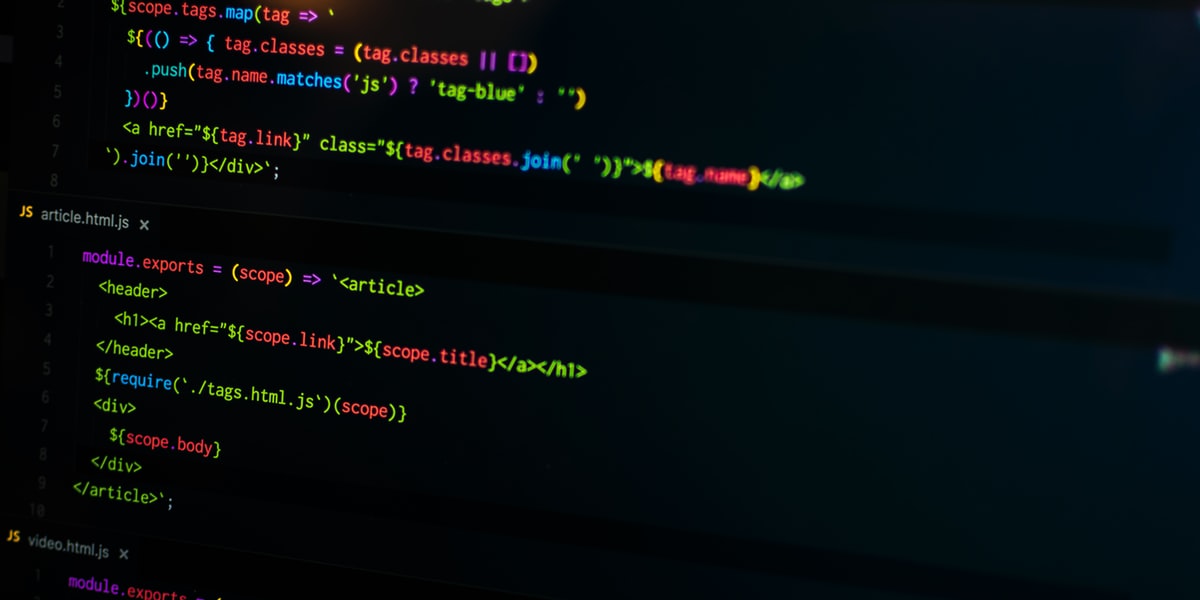 2
${scope.tags.map(tag => `
3
${(() => { tag.classes = (tag.classes || [])
4
.push(tag.name.matches('js') ? 'tag-blue' : "")
5
})()}
6
<a href="${tag.link}" class="${tag.classes.join(" ")}">${tag.name}</a>
7
`).join('')}</div>`;
8
JS article.html.js ×
1 module.exports = (scope) => `<article>
2 <header>
3 <h1><a href="${scope.link}">${scope.title}</a></h1>
4 </header>
5 ${require(`./tags.html.js`)(scope)}
6 <div>
7 ${scope.body}
8 </div>
9 </article>`;
10
JS video.html.js ×
1 module.exports =